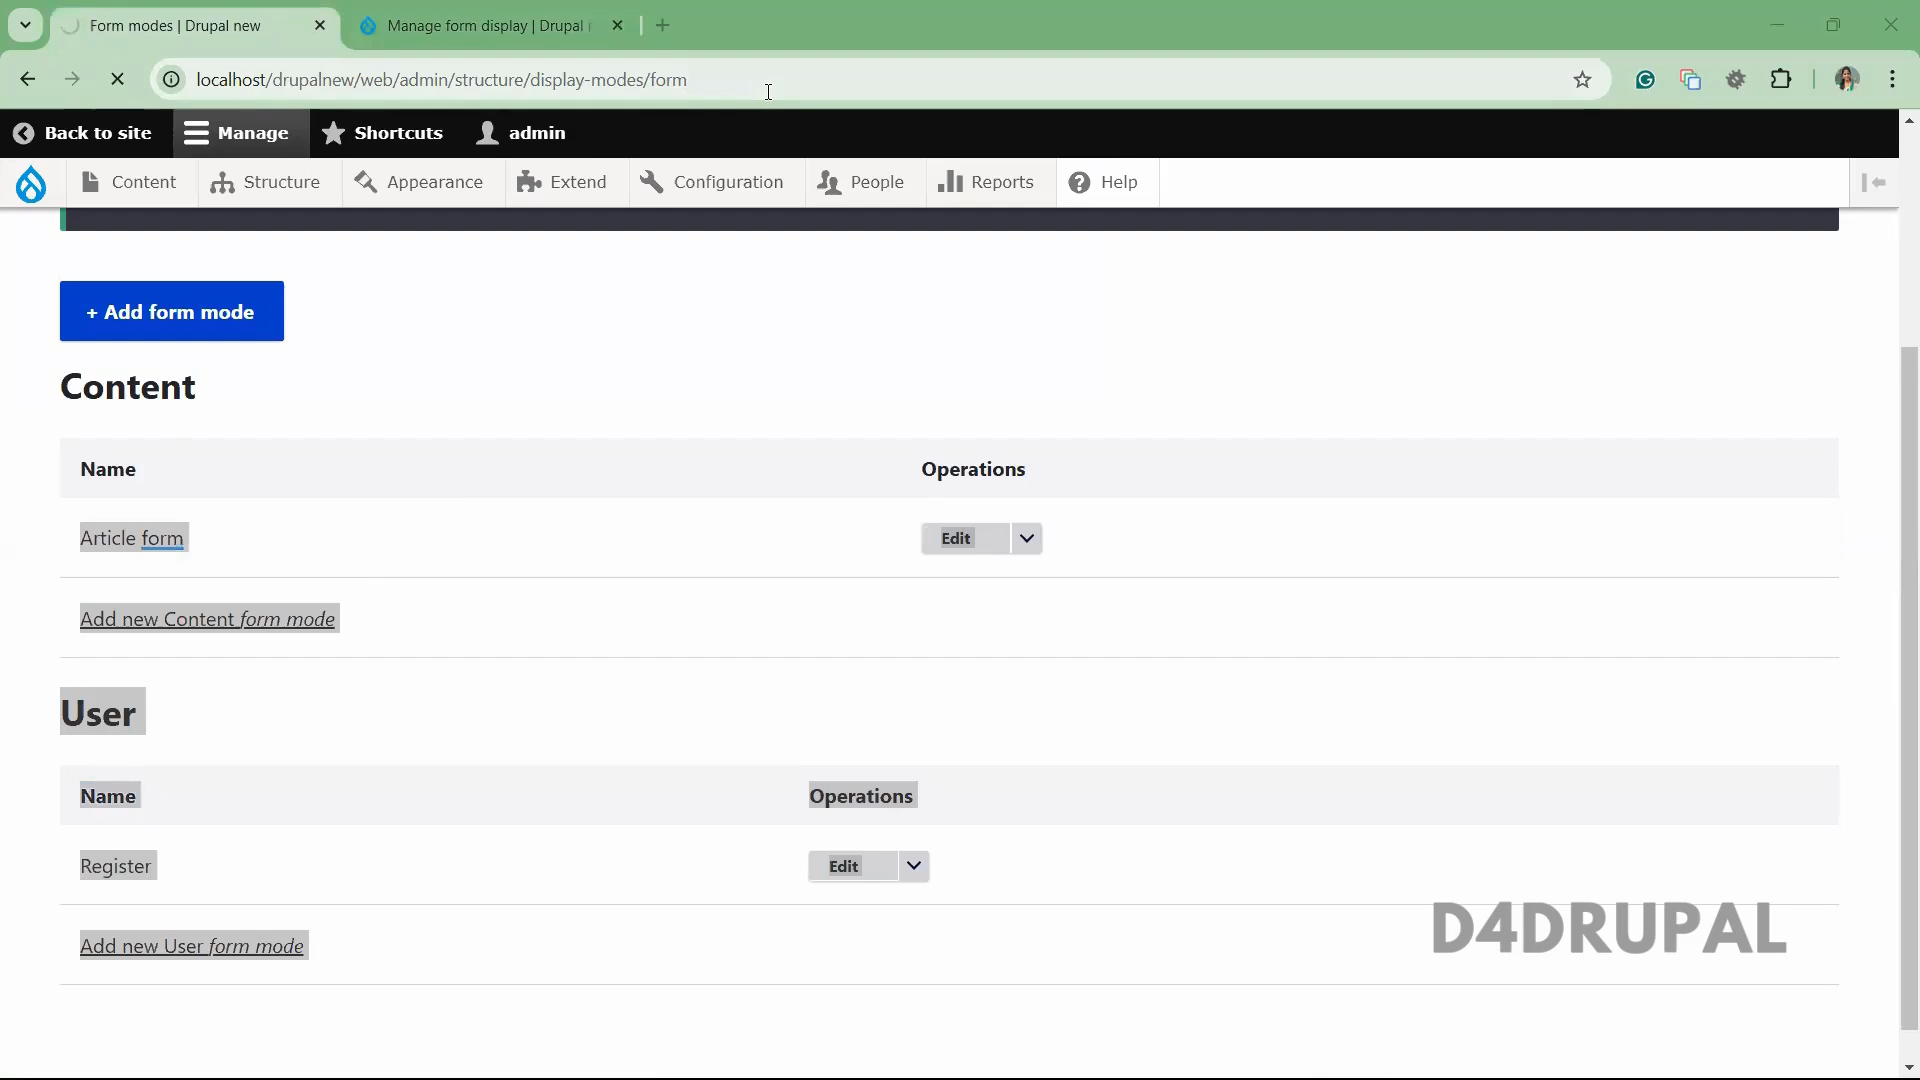 Form modes | Drupal new
Manage form display | Drupal
localhost/drupalnew/web/admin/structure/display-modes/form
Back to site
Manage
Shortcuts
admin
Content
Structure
Appearance
Extend
Configuration
People
Reports
Help
+ Add form mode
Content
Name
Operations
Article form
Edit
Add new Content form mode
User
Name
Operations
Register
Edit
Add new User form mode
D4DRUPAL